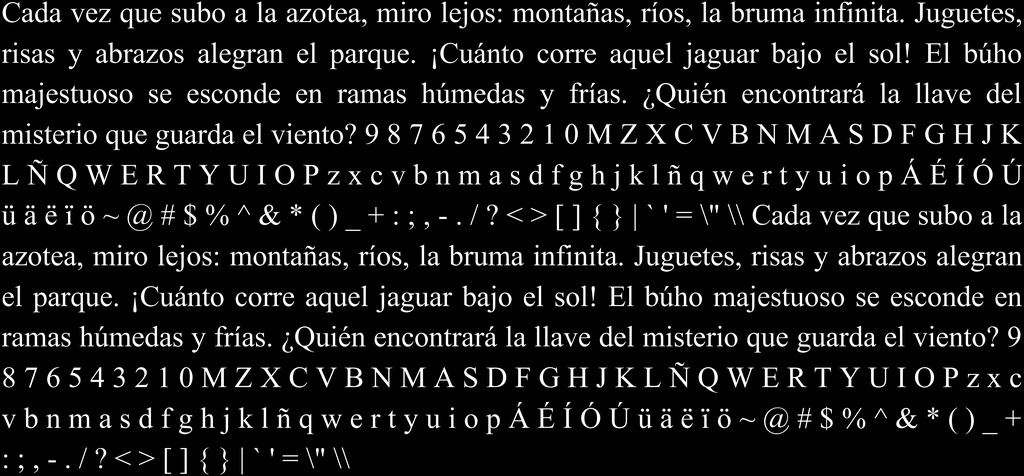 Cada vez que subo a la azotea, miro lejos: montañas, ríos, la bruma infinita. Juguetes,
risas y abrazos alegran el parque. ¡Cuánto corre aquel jaguar bajo el sol! El búho
majestuoso se esconde en ramas húmedas y frías. ¿Quién encontrará la llave del
misterio que guarda el viento? 9 8 7 6 5 4 3 2 1 0 M Z X C V B N M A S D F G H J K
L Ñ Q W E R T Y U I O P z x c v b n m a s d f g h j k l ñ q w e r t y u i o p Á É Í Ó Ú
ü ä ë ï ö ~ @ # $ % ^ & * ( ) _ + : ; , - . / ? < > [ ] { } | ` ' = \" \\ Cada vez que subo a la
azotea, miro lejos: montañas, ríos, la bruma infinita. Juguetes, risas y abrazos alegran
el parque. ¡Cuánto corre aquel jaguar bajo el sol! El búho majestuoso se esconde en
ramas húmedas y frías. ¿Quién encontrará la llave del misterio que guarda el viento? 9
8 7 6 5 4 3 2 1 0 M Z X C V B N M A S D F G H J K L Ñ Q W E R T Y U I O P z x c
v b n m a s d f g h j k l ñ q w e r t y u i o p Á É Í Ó Ú ü ä ë ï ö ~ @ # $ % ^ & * ( ) _ +
: ; , - . / ? < > [ ] { } | ` ' = \" \\